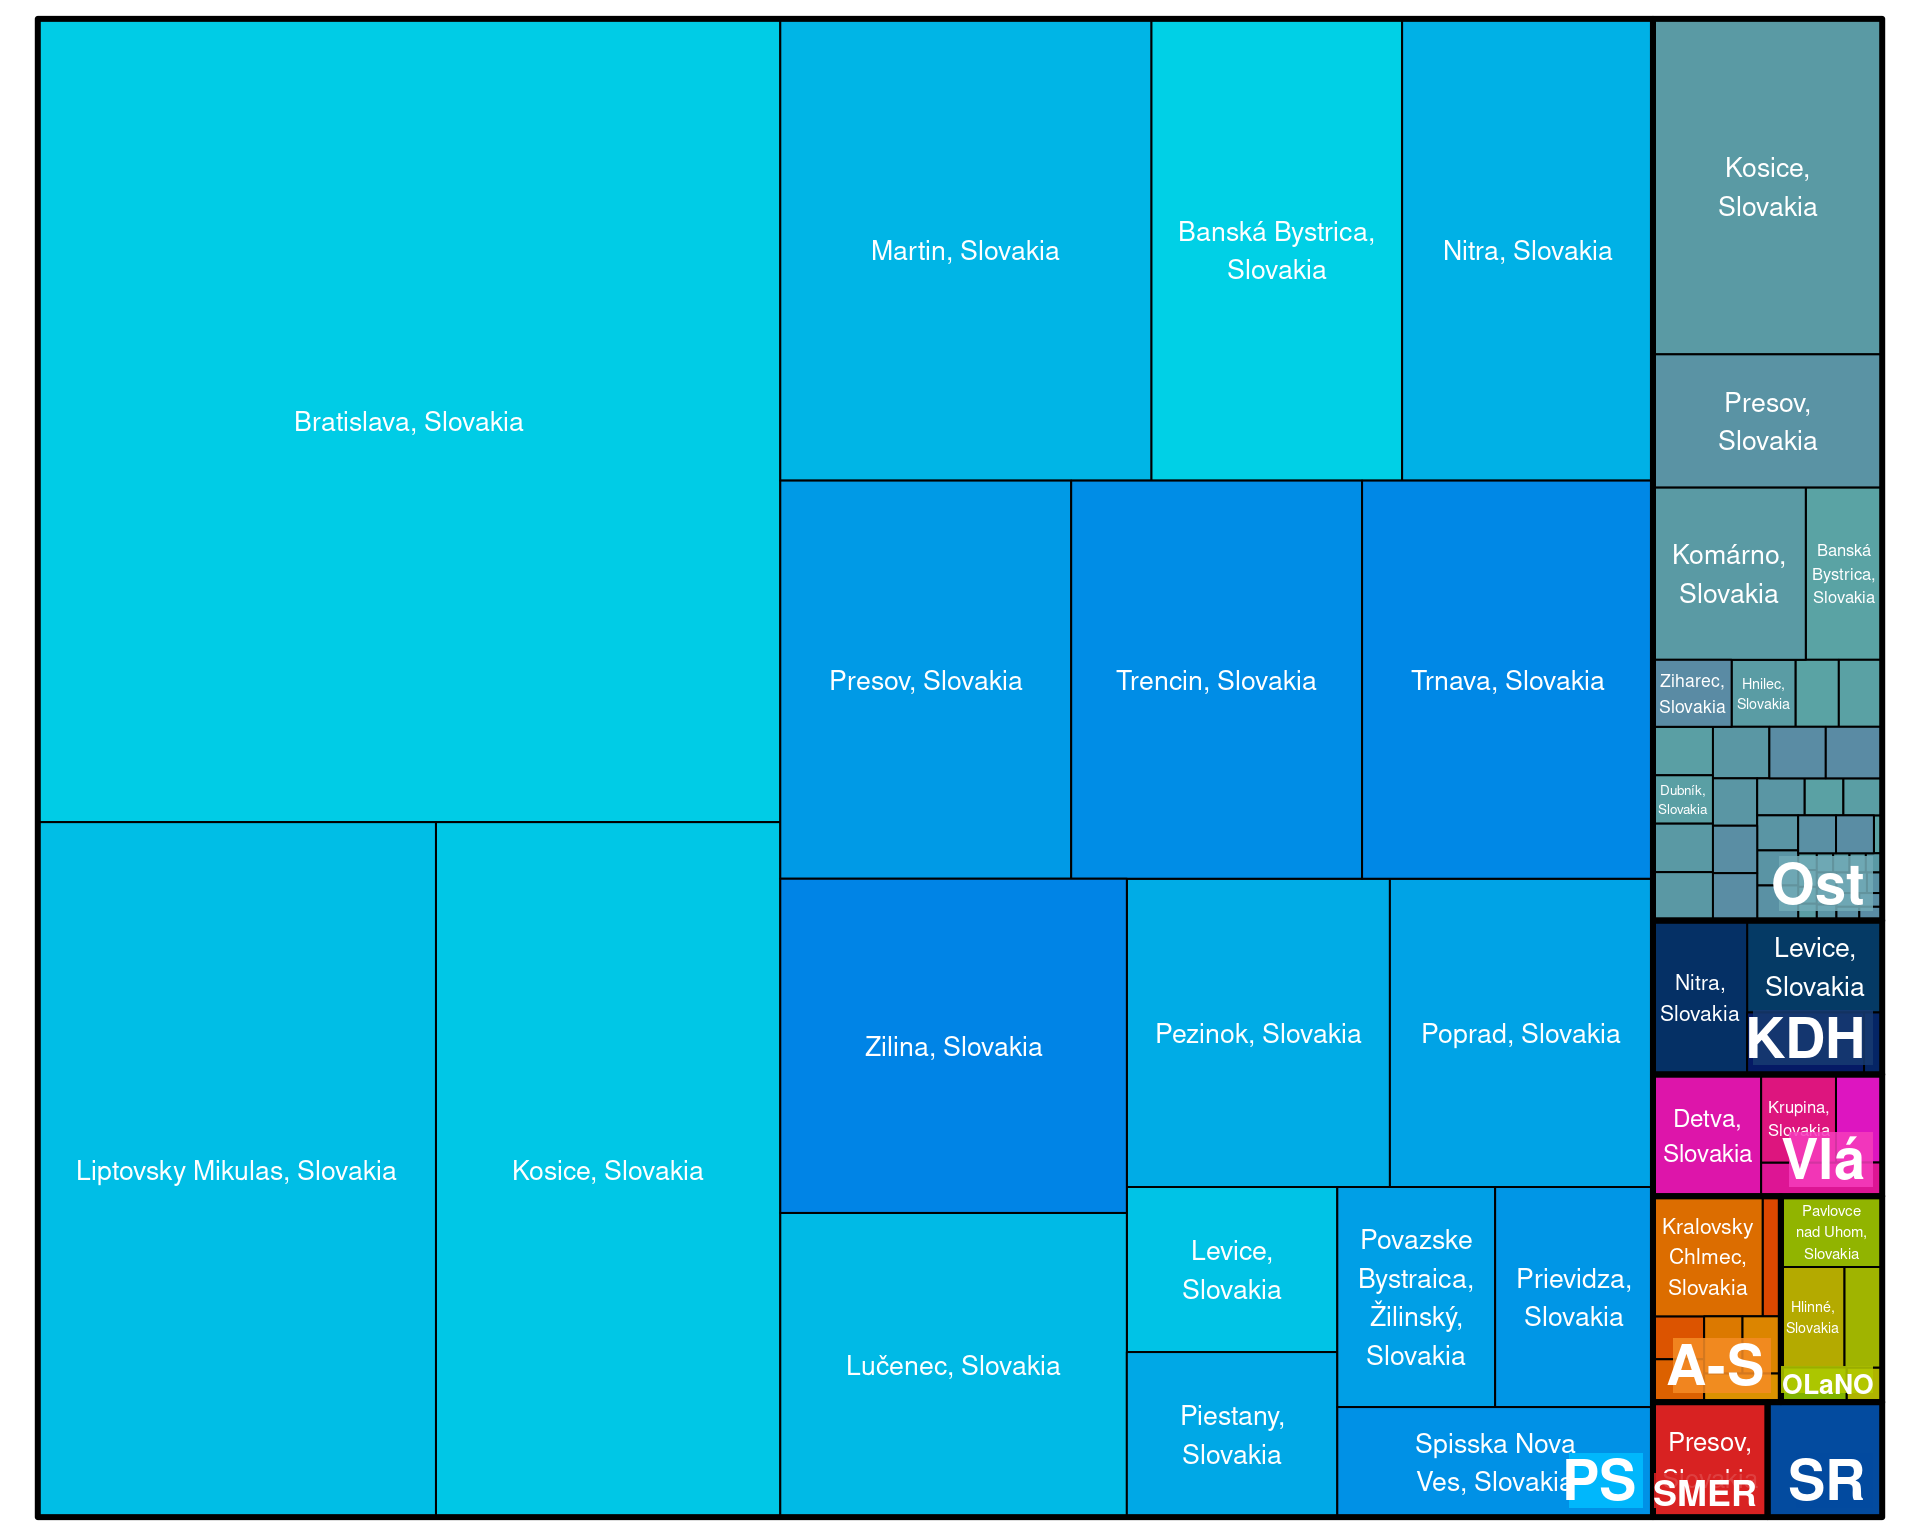 Bratislava, Slovakia
Martin, Slovakia
Banská Bystrica,
Slovakia
Nitra, Slovakia
Kosice,
Slovakia
Presov,
Slovakia
Komárno,
Slovakia
Banská
Bystrica,
Slovakia
Presov, Slovakia
Trencin, Slovakia
Trnava, Slovakia
Ziharec,
Slovakia
Hnilec,
Slovakia
Dubník,
Slovakia
Ost
Liptovsky Mikulas, Slovakia
Kosice, Slovakia
Zilina, Slovakia
Pezinok, Slovakia
Poprad, Slovakia
Nitra,
Slovakia
Levice,
Slovakia
KDH
Detva,
Slovakia
Krupina,
Slovakia
Vlá
Lučenec, Slovakia
Levice,
Slovakia
Povazske
Bystraica,
Žilinský,
Slovakia
Prievidza,
Slovakia
Kralovsky
Chlmec,
Slovakia
A-S
Pavlovce
nad Uhom,
Slovakia
Hlinné,
Slovakia
OLaNO
Piestany,
Slovakia
Spisska Nova
Ves, Slovakia
PS
Presov,
Slovakia
SMER
SR